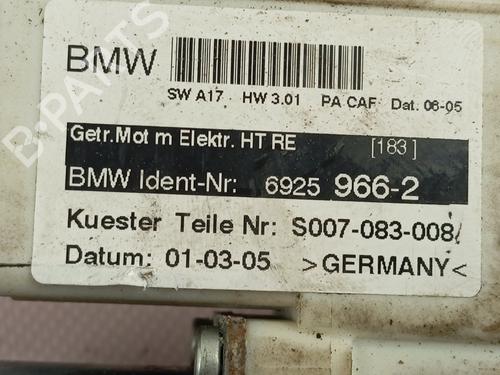 BMW
SW A17 HW 3.01 PA CAF Dat. 06-05
Getr.Mot m Elektr. HT RE [183]
BMW Ident-Nr: 6925 966-2
Kuester Teile Nr: S007-083-008
Datum: 01-03-05 >GERMANY<
B-PARTS